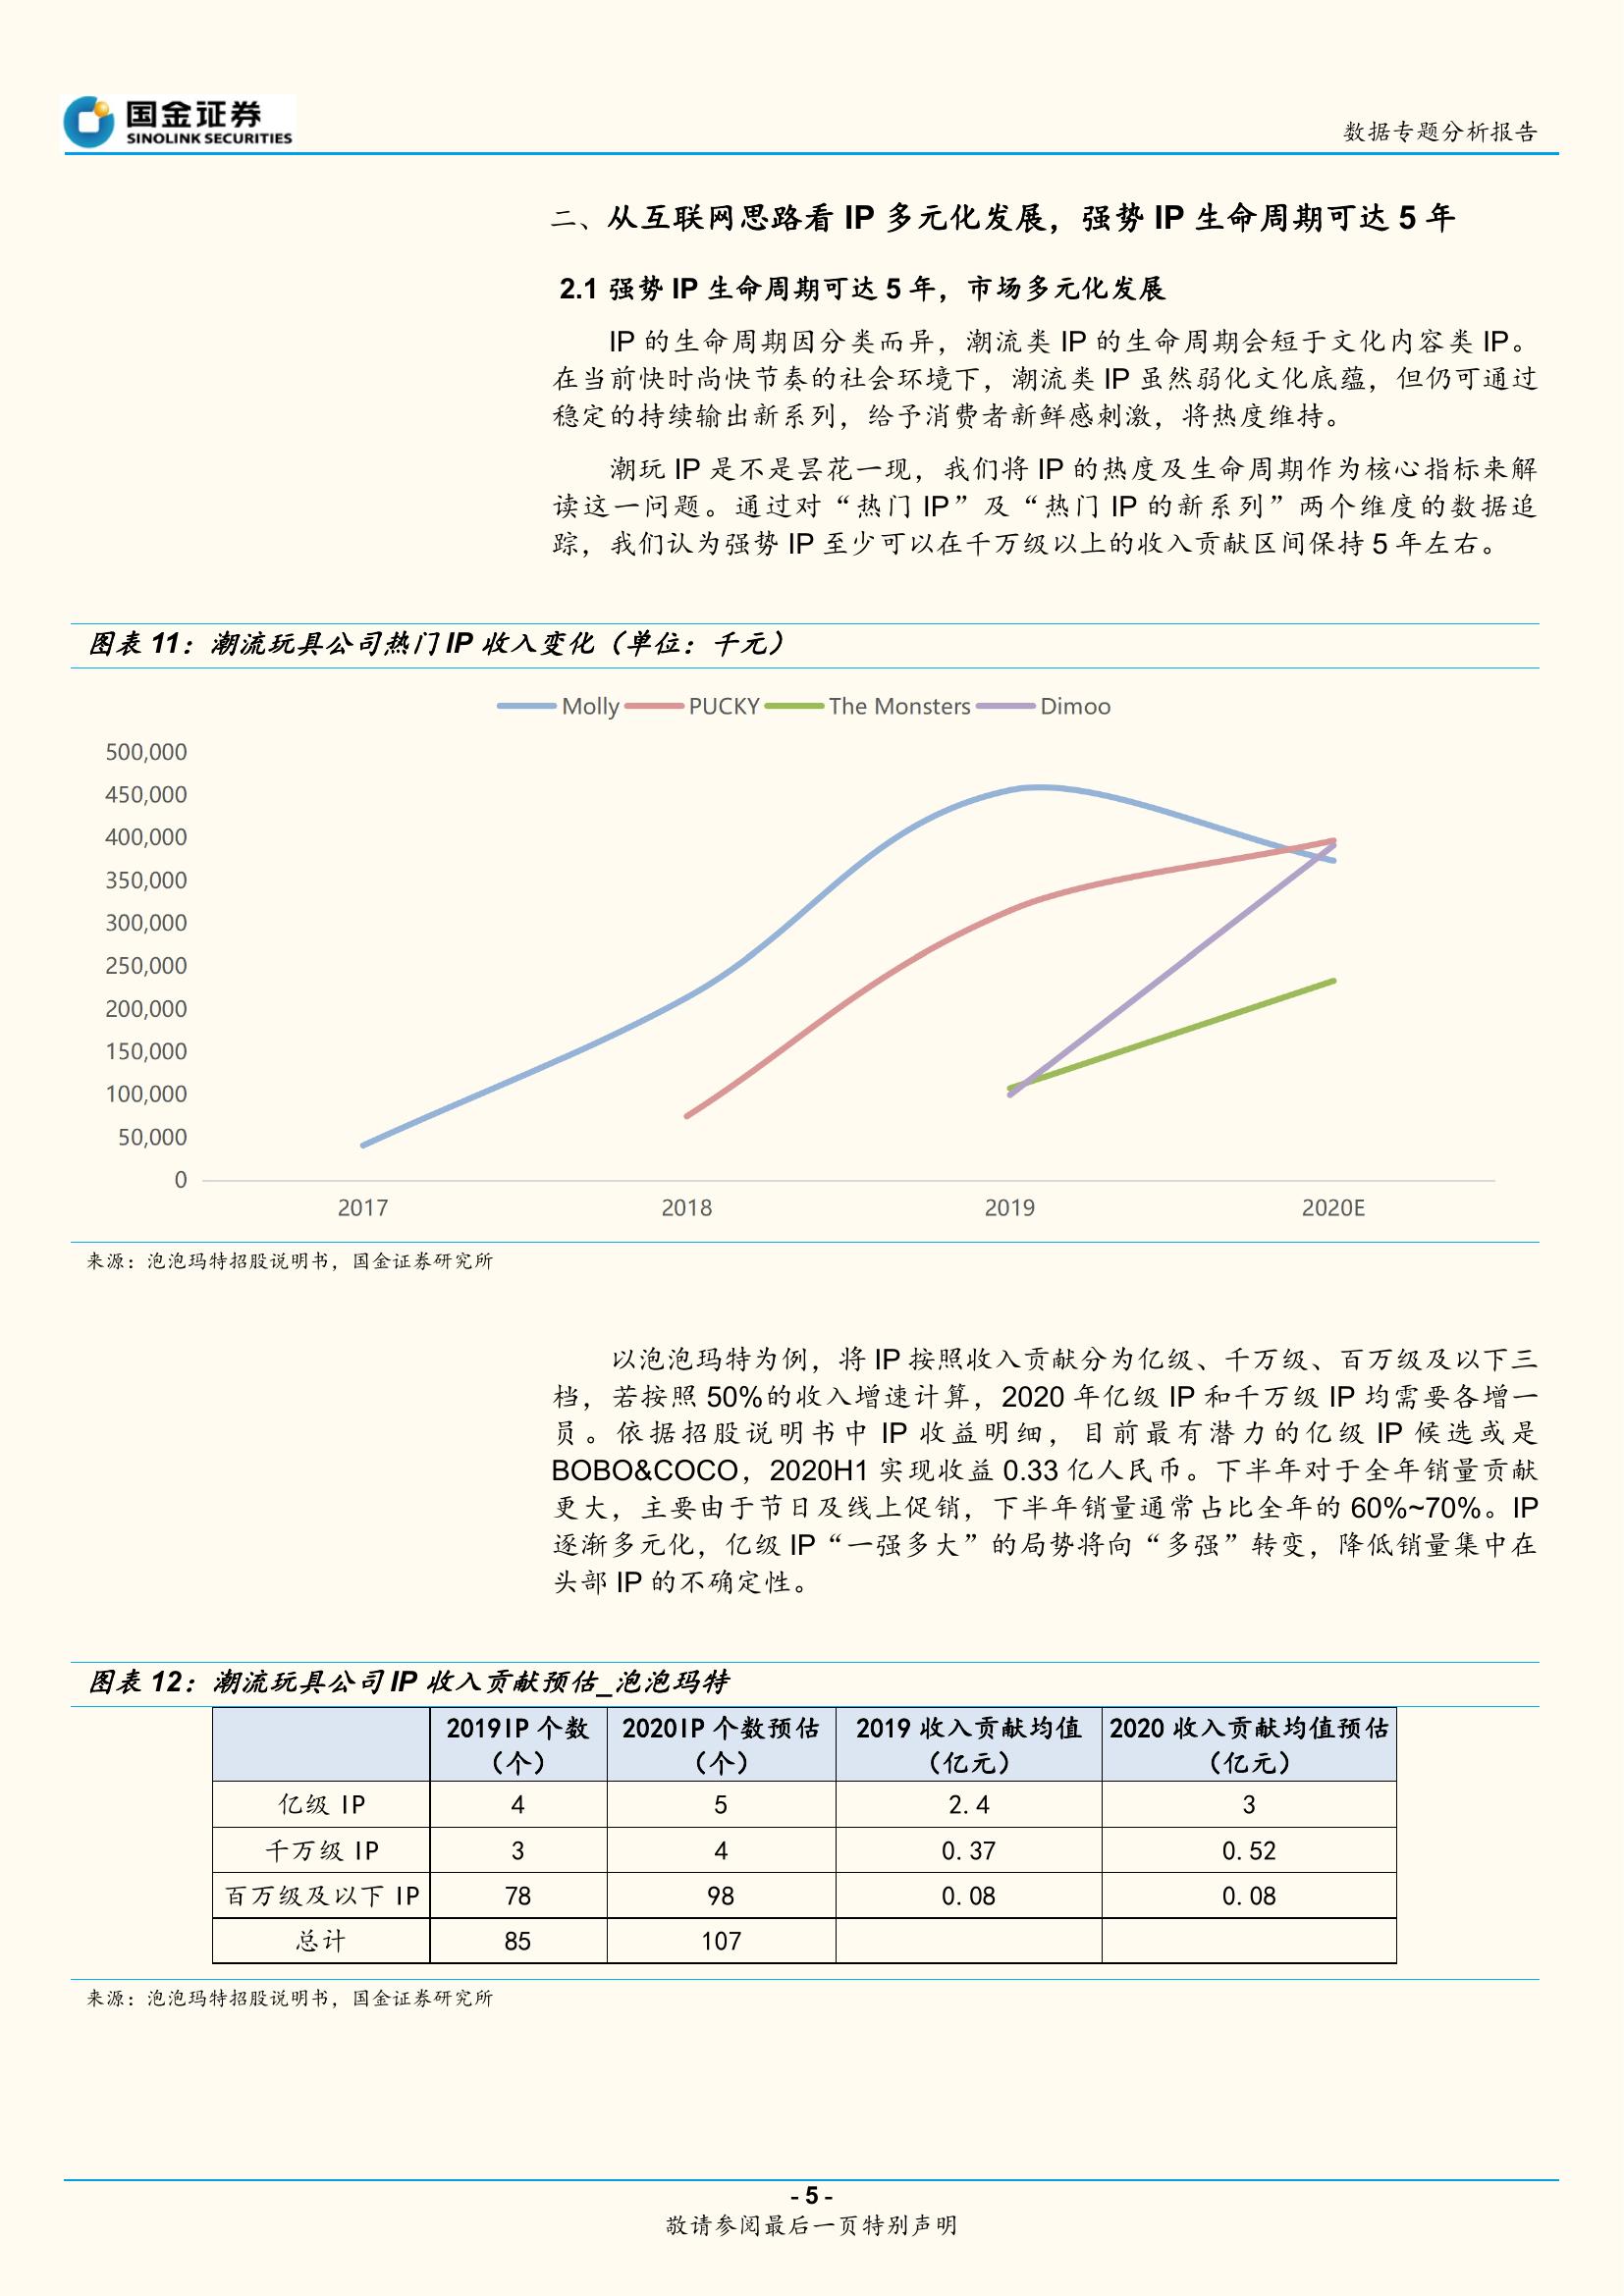 国金证券
SINOLINK SECURITIES
数据专题分析报告
二、从互联网思路看 IP 多元化发展，强势 IP 生命周期可达 5 年
2.1 强势 IP 生命周期可达 5 年，市场多元化发展
IP 的生命周期因分类而异，潮流类 IP 的生命周期会短于文化内容类 IP。
在当前快时尚快节奏的社会环境下，潮流类 IP 虽然弱化文化底蕴，但仍可通过
稳定的持续输出新系列，给予消费者新鲜感刺激，将热度维持。
潮玩 IP 是不是昙花一现，我们将 IP 的热度及生命周期作为核心指标来解
读这一问题。通过对“热门 IP”及“热门 IP 的新系列”两个维度的数据追
踪，我们认为强势 IP 至少可以在千万级以上的收入贡献区间保持 5 年左右。
图表 11：潮流玩具公司热门 IP 收入变化（单位：千元）
Molly PUCKY The Monsters Dimoo
500,000
450,000
400,000
350,000
300,000
250,000
200,000
150,000
100,000
50,000
0
2017 2018 2019 2020E
来源：泡泡玛特招股说明书，国金证券研究所
以泡泡玛特为例，将 IP 按照收入贡献分为亿级、千万级、百万级及以下三
档，若按照 50%的收入增速计算，2020 年亿级 IP 和千万级 IP 均需要各增一
员。依据招股说明书中 IP 收益明细，目前最有潜力的亿级 IP 候选或是
BOBO&COCO，2020H1 实现收益 0.33 亿人民币。下半年对于全年销量贡献
更大，主要由于节日及线上促销，下半年销量通常占比全年的 60%~70%。IP
逐渐多元化，亿级 IP“一强多大”的局势将向“多强”转变，降低销量集中在
头部 IP 的不确定性。
图表 12：潮流玩具公司 IP 收入贡献预估_泡泡玛特
2019IP 个数 2020IP 个数预估 2019 收入贡献均值 2020 收入贡献均值预估
（个） （个） （亿元） （亿元）
亿级 IP 4 5 2.4 3
千万级 IP 3 4 0.37 0.52
百万级及以下 IP 78 98 0.08 0.08
总计 85 107
来源：泡泡玛特招股说明书，国金证券研究所
- 5 -
敬请参阅最后一页特别声明